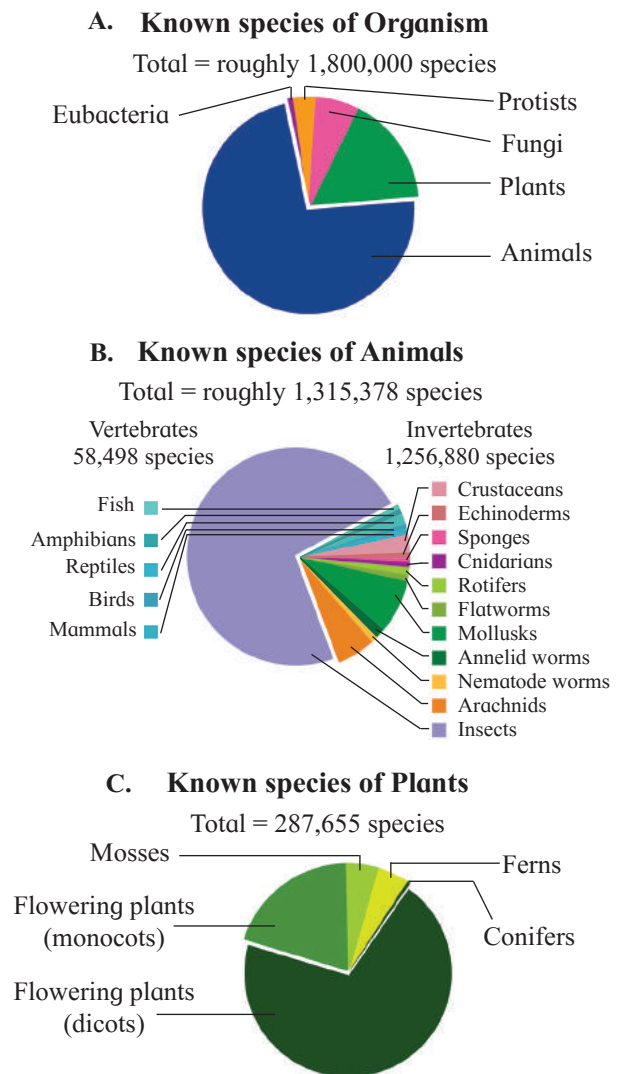 A. Known species of Organism
Total = roughly 1,800,000 species
Eubacteria
Protists
Fungi
Plants
Animals
B. Known species of Animals
Total = roughly 1,315,378 species
Vertebrates
58,498 species
Invertebrates
1,256,880 species
Fish
Amphibians
Reptiles
Birds
Mammals
Crustaceans
Echinoderms
Sponges
Cnidarians
Rotifers
Flatworms
Mollusks
Annelid worms
Nematode worms
Arachnids
Insects
C. Known species of Plants
Total = 287,655 species
Mosses
Ferns
Flowering plants
(monocots)
Conifers
Flowering plants
(dicots)